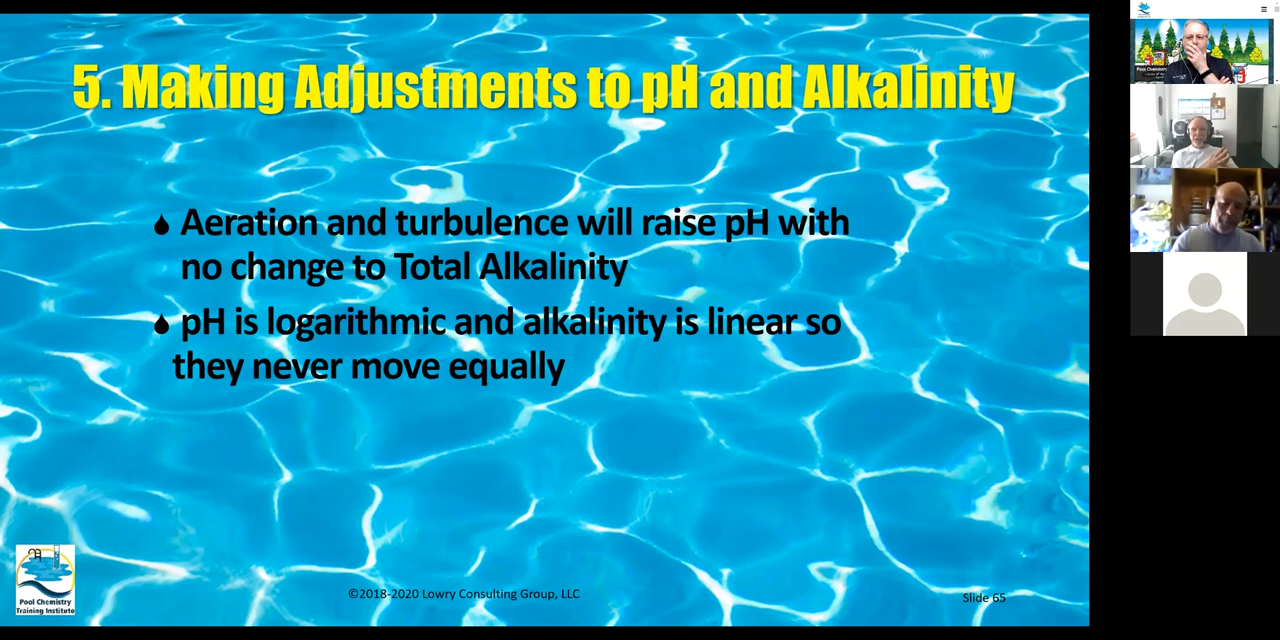 5. Making Adjustments to pH and Alkalinity
Aeration and turbulence will raise pH with
no change to Total Alkalinity
pH is logarithmic and alkalinity is linear so
they never move equally
Pool Chemistry
Training Institute
©2018-2020 Lowry Consulting Group, LLC
Slide 65
Pool Chemistry